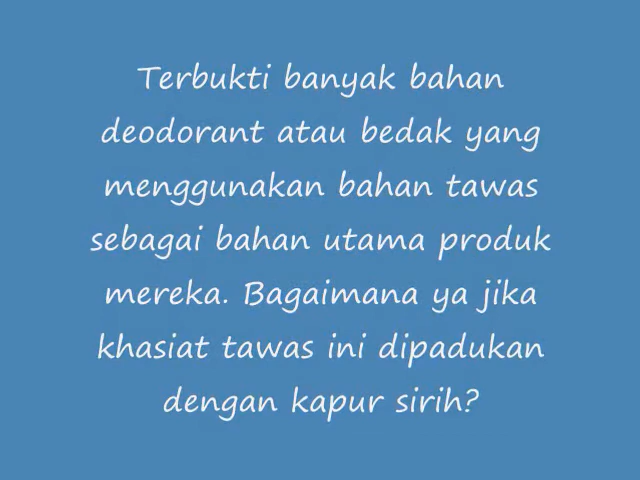 Terbukti banyak bahan
deodorant atau bedak yang
menggunakan bahan tawas
sebagai bahan utama produk
mereka. Bagaimana ya jika
khasiat tawas ini dipadukan
dengan kapur sirih?